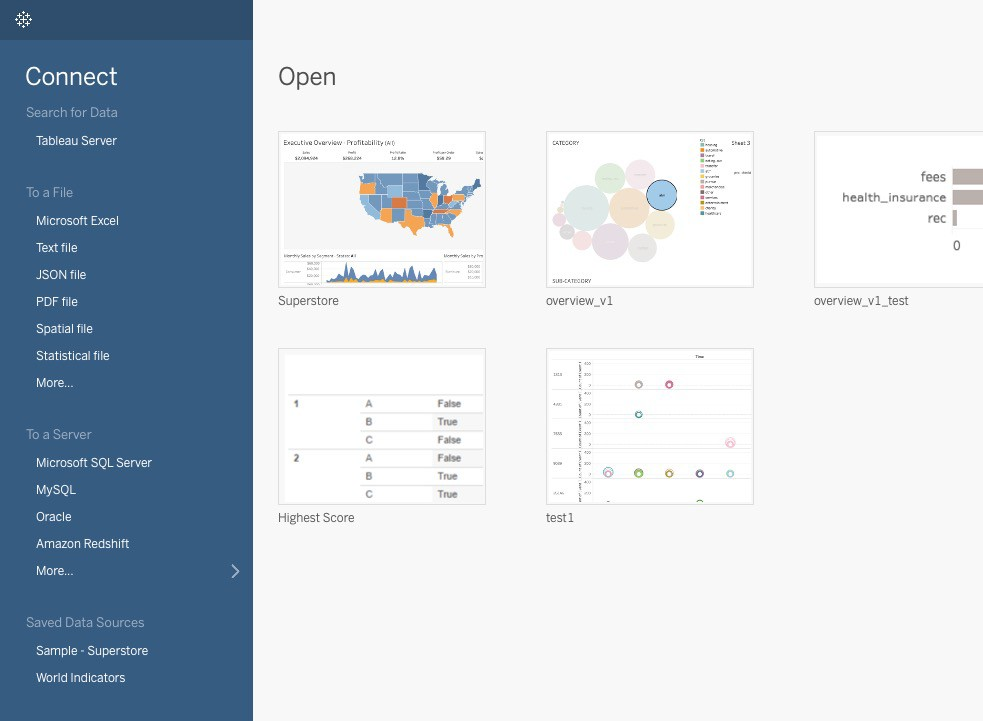 Connect
Search for Data
Tableau Server
To a File
Microsoft Excel
Text file
JSON file
PDF file
Spatial file
Statistical file
More...
To a Server
Microsoft SQL Server
MySQL
Oracle
Amazon Redshift
More...
Saved Data Sources
Sample - Superstore
World Indicators
Open
Executive Overview - Profitability (All)
Superstore
CATEGORY
Sheet 3
SUB-CATEGORY
overview_v1
fees
health_insurance
rec
0
overview_v1_test
1 A False
B True
C False
2 A False
B True
C True
Highest Score
Time
test1